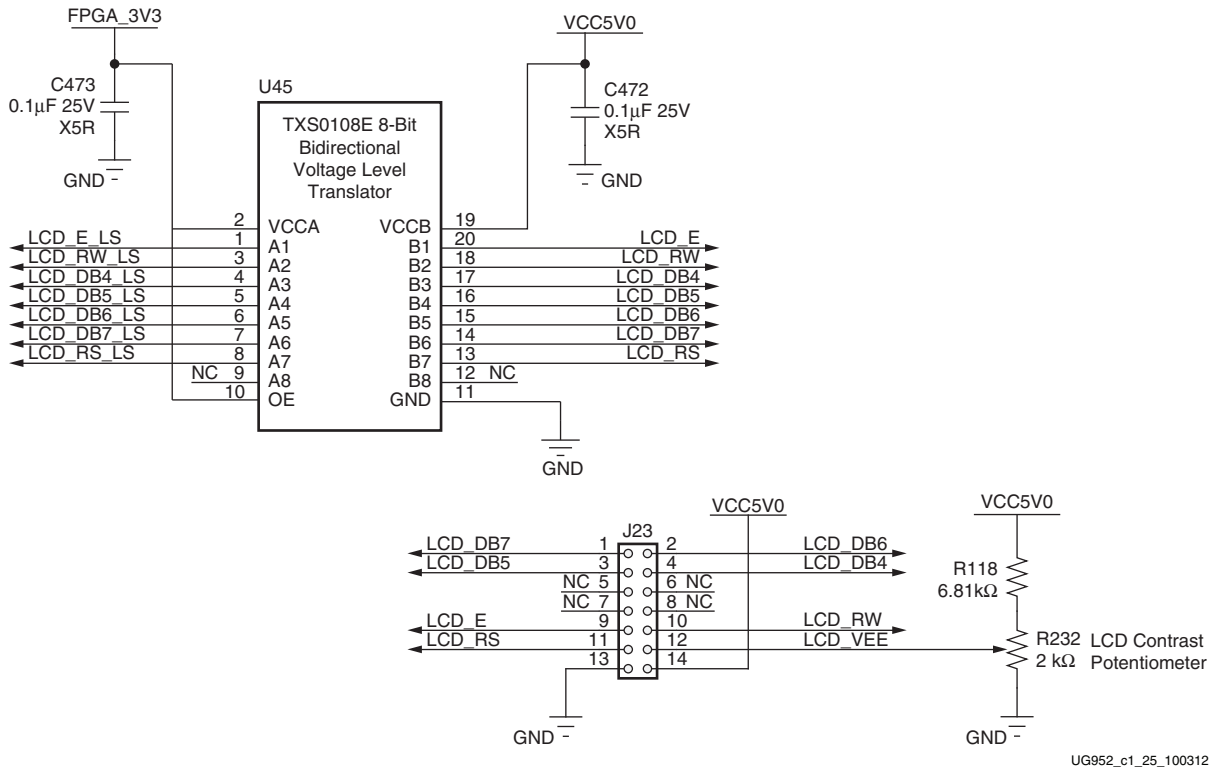 FPGA_3V3
VCC5V0
C473
0.1µF 25V
X5R
GND
U45
C472
0.1µF 25V
X5R
GND
TXS0108E 8-Bit
Bidirectional
Voltage Level
Translator
2 VCCA VCCB 19
LCD_E_LS 1 A1 B1 20 LCD_E
LCD_RW_LS 3 A2 B2 18 LCD_RW
LCD_DB4_LS 4 A3 B3 17 LCD_DB4
LCD_DB5_LS 5 A4 B4 16 LCD_DB5
LCD_DB6_LS 6 A5 B5 15 LCD_DB6
LCD_DB7_LS 7 A6 B6 14 LCD_DB7
LCD_RS_LS 8 A7 B7 13 LCD_RS
NC 9 A8 B8 12 NC
10 OE GND 11
GND
VCC5V0
VCC5V0
J23
LCD_DB7 1 2 LCD_DB6
LCD_DB5 3 4 LCD_DB4
NC 5 6 NC
NC 7 8 NC
LCD_E 9 10 LCD_RW
LCD_RS 11 12 LCD_VEE
13 14
R118
6.81kΩ
R232 LCD Contrast
2 kΩ Potentiometer
GND
GND
UG952_c1_25_100312